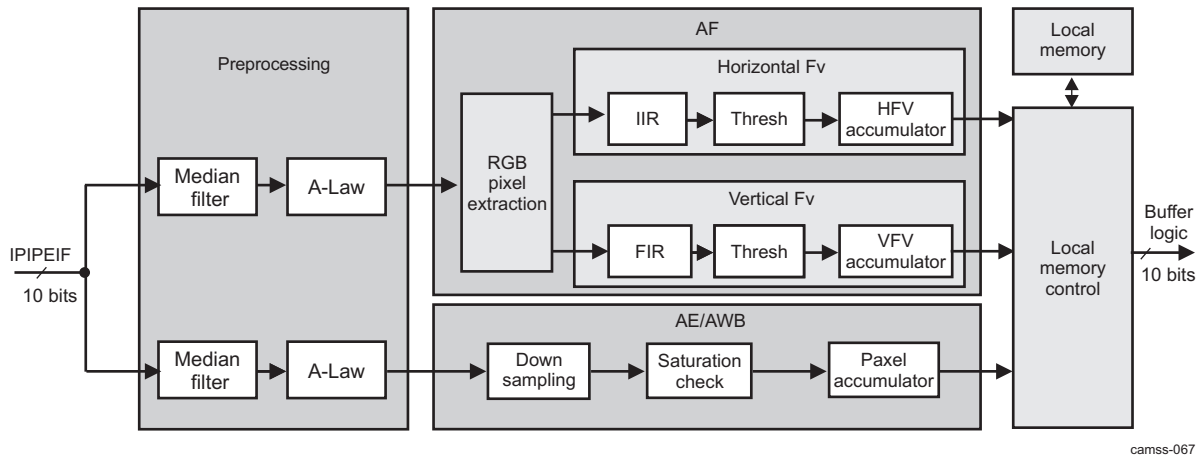 Preprocessing
AF
Local
memory
Horizontal Fv
IIR
Thresh
HFV
accumulator
Median
filter
A-Law
RGB
pixel
extraction
Vertical Fv
FIR
Thresh
VFV
accumulator
IPIPEIF
10 bits
Local
memory
control
Buffer
logic
10 bits
AE/AWB
Median
filter
A-Law
Down
sampling
Saturation
check
Paxel
accumulator
camss-067